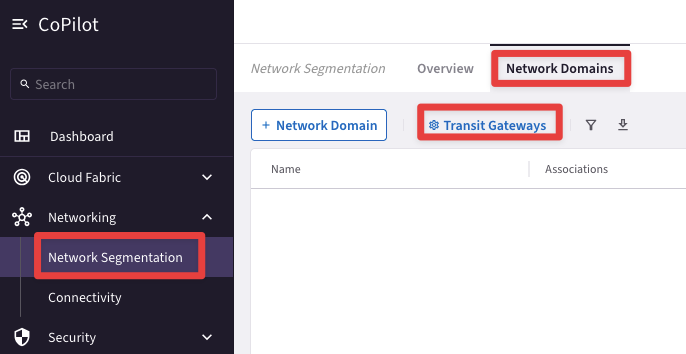 CoPilot
Search
Dashboard
Cloud Fabric
Networking
Network Segmentation
Connectivity
Security
Network Segmentation Overview Network Domains
+ Network Domain Transit Gateways
Name Associations